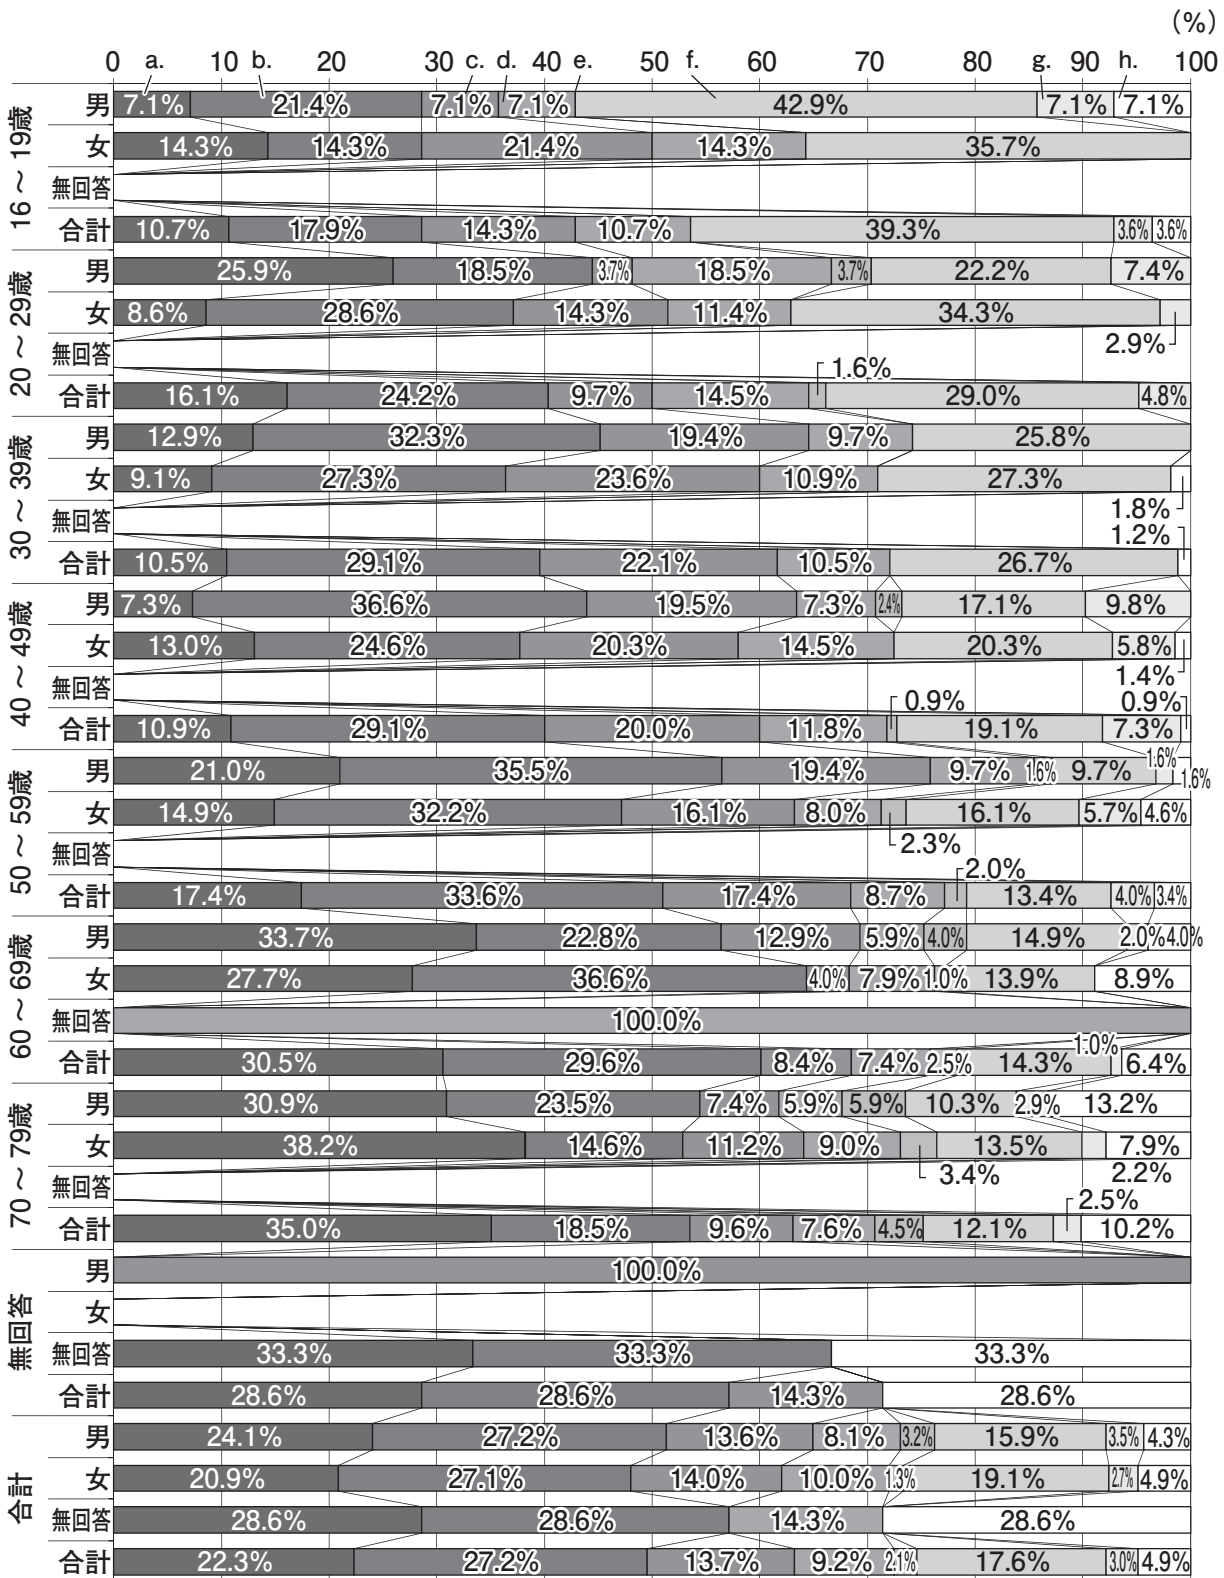 (%)
0 a. 10 b. 20 30 c. d. 40 e. 50 f. 60 70 80 g. 90 h. 100
16～19歳
男 7.1% 21.4% 7.1% 7.1% 42.9% 7.1% 7.1%
女 14.3% 14.3% 21.4% 14.3% 35.7%
無回答
合計 10.7% 17.9% 14.3% 10.7% 39.3% 3.6% 3.6%
20～29歳
男 25.9% 18.5% 3.7% 18.5% 3.7% 22.2% 7.4%
女 8.6% 28.6% 14.3% 11.4% 34.3%
2.9%
無回答
1.6%
合計 16.1% 24.2% 9.7% 14.5% 29.0% 4.8%
30～39歳
男 12.9% 32.3% 19.4% 9.7% 25.8%
女 9.1% 27.3% 23.6% 10.9% 27.3%
1.8%
無回答
1.2%
合計 10.5% 29.1% 22.1% 10.5% 26.7%
40～49歳
男 7.3% 36.6% 19.5% 7.3% 2.4% 17.1% 9.8%
女 13.0% 24.6% 20.3% 14.5% 20.3% 5.8%
1.4%
無回答
0.9% 0.9%
合計 10.9% 29.1% 20.0% 11.8% 19.1% 7.3%
50～59歳
男 21.0% 35.5% 19.4% 9.7% 1.6% 9.7% 1.6% 1.6%
女 14.9% 32.2% 16.1% 8.0% 16.1% 5.7% 4.6%
2.3%
無回答
2.0%
合計 17.4% 33.6% 17.4% 8.7% 13.4% 4.0% 3.4%
60～69歳
男 33.7% 22.8% 12.9% 5.9% 4.0% 14.9% 2.0% 4.0%
女 27.7% 36.6% 4.0% 7.9% 1.0% 13.9% 8.9%
無回答 100.0%
1.0%
合計 30.5% 29.6% 8.4% 7.4% 2.5% 14.3% 6.4%
70～79歳
男 30.9% 23.5% 7.4% 5.9% 5.9% 10.3% 2.9% 13.2%
女 38.2% 14.6% 11.2% 9.0% 13.5% 7.9%
3.4% 2.2%
無回答
2.5%
合計 35.0% 18.5% 9.6% 7.6% 4.5% 12.1% 10.2%
無回答
男 100.0%
女
無回答 33.3% 33.3% 33.3%
合計 28.6% 28.6% 14.3% 28.6%
合計
男 24.1% 27.2% 13.6% 8.1% 3.2% 15.9% 3.5% 4.3%
女 20.9% 27.1% 14.0% 10.0% 1.3% 19.1% 2.7% 4.9%
無回答 28.6% 28.6% 14.3% 28.6%
合計 22.3% 27.2% 13.7% 9.2% 2.1% 17.6% 3.0% 4.9%